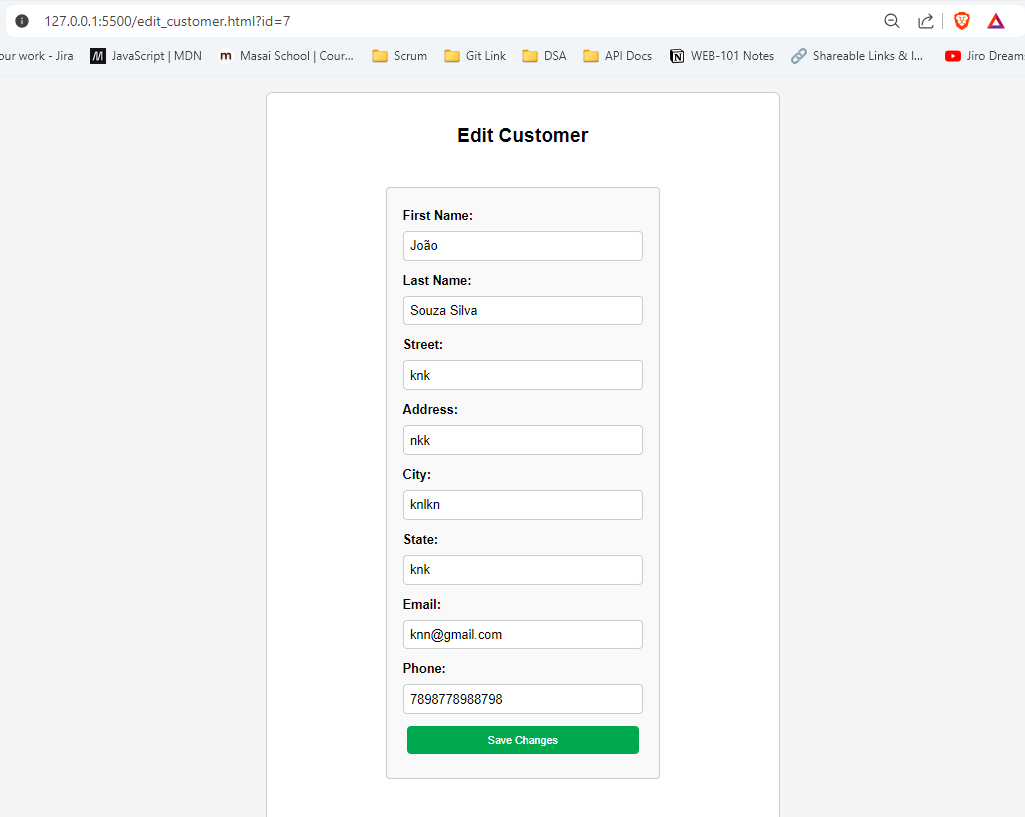 127.0.0.1:5500/edit_customer.html?id=7
our work - Jira JavaScript | MDN m Masai School | Cour... Scrum Git Link DSA API Docs WEB-101 Notes Shareable Links & I... Jiro Dream
Edit Customer
First Name:
João
Last Name:
Souza Silva
Street:
knk
Address:
nkk
City:
knlkn
State:
knk
Email:
knn@gmail.com
Phone:
7898778988798
Save Changes